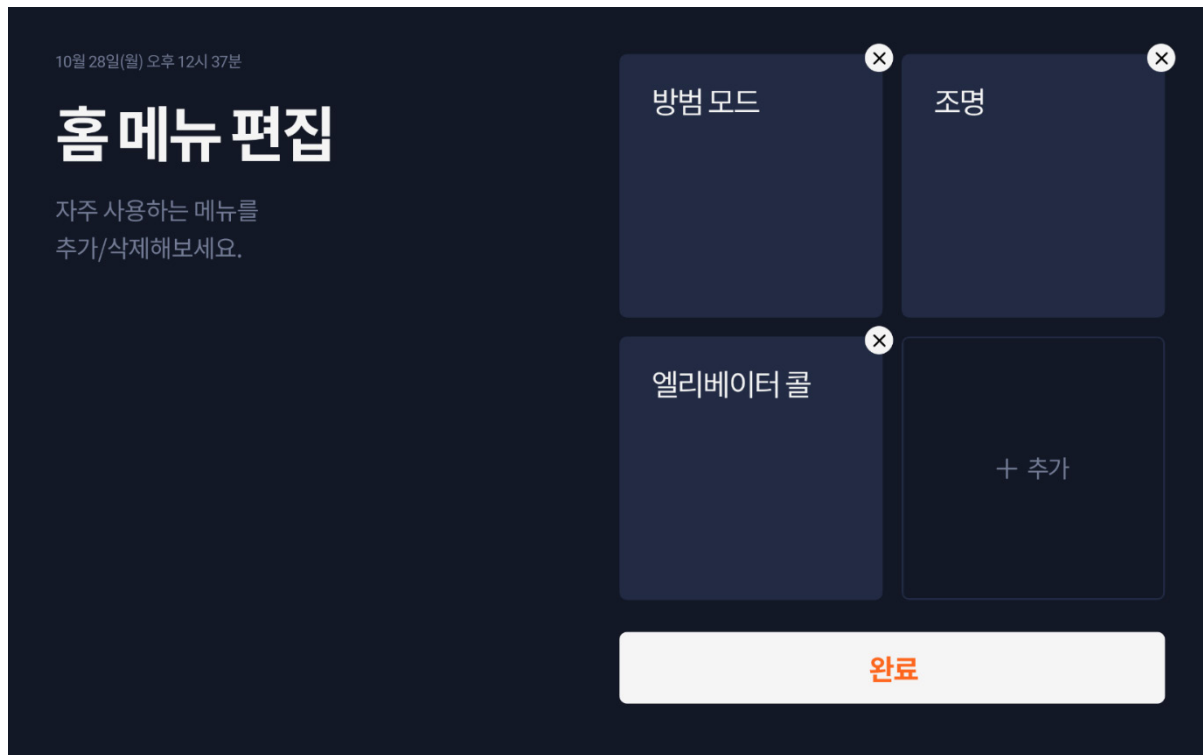 10월 28일(월) 오후 12시 37분
홈 메뉴 편집
자주 사용하는 메뉴를
추가/삭제해보세요.
방범 모드
조명
엘리베이터 콜
+ 추가
완료